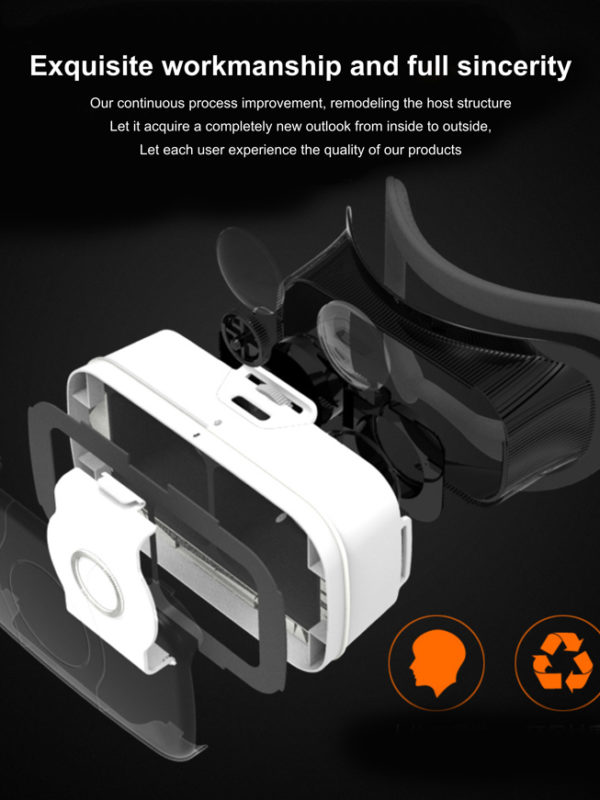 Exquisite workmanship and full sincerity
Our continuous process improvement, remodeling the host structure
Let it acquire a completely new outlook from inside to outside,
Let each user experience the quality of our products